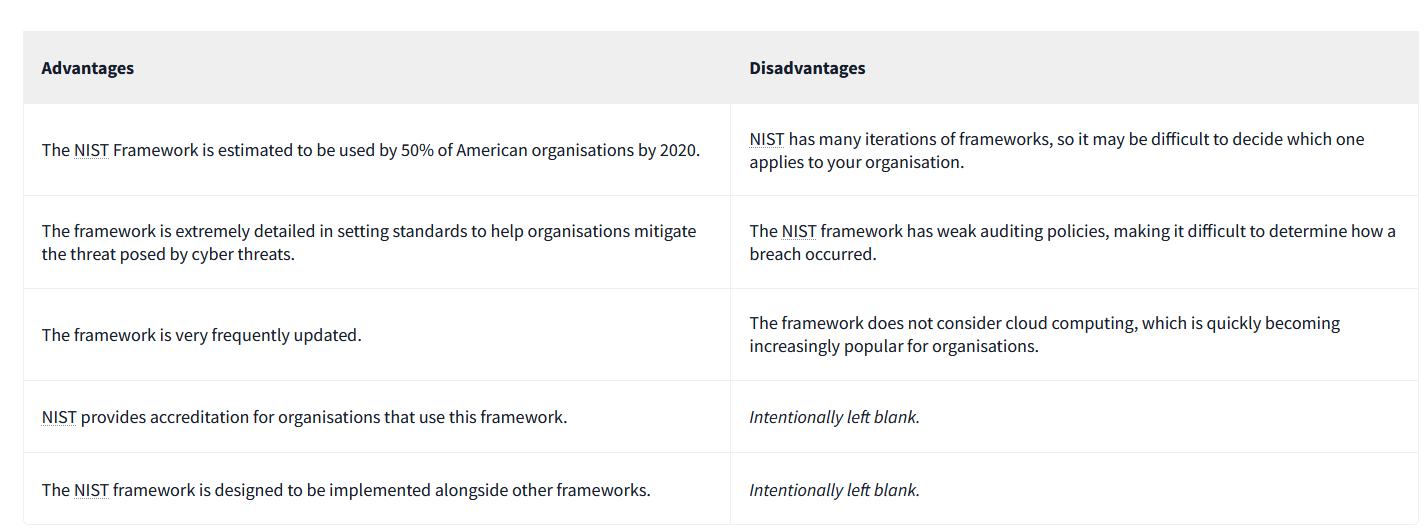 Advantages
Disadvantages
The NIST Framework is estimated to be used by 50% of American organisations by 2020.
NIST has many iterations of frameworks, so it may be difficult to decide which one
applies to your organisation.
The framework is extremely detailed in setting standards to help organisations mitigate
the threat posed by cyber threats.
The NIST framework has weak auditing policies, making it difficult to determine how a
breach occurred.
The framework is very frequently updated.
The framework does not consider cloud computing, which is quickly becoming
increasingly popular for organisations.
NIST provides accreditation for organisations that use this framework.
Intentionally left blank.
The NIST framework is designed to be implemented alongside other frameworks.
Intentionally left blank.